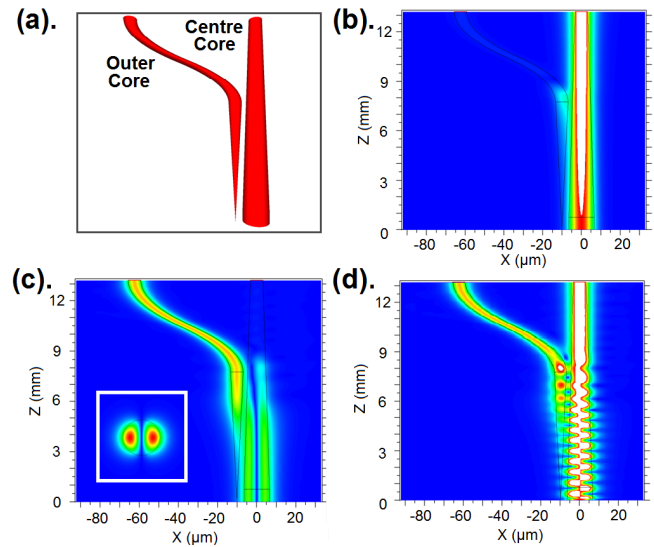 (a).
Centre
Core
Outer
Core
(b).
Z (mm)
12
9
6
3
0
-80 -60 -40 -20 0 20
X (µm)
(c).
Z (mm)
12
9
6
3
0
-80 -60 -40 -20 0 20
X (µm)
(d).
Z (mm)
12
9
6
3
0
-80 -60 -40 -20 0 20
X (µm)